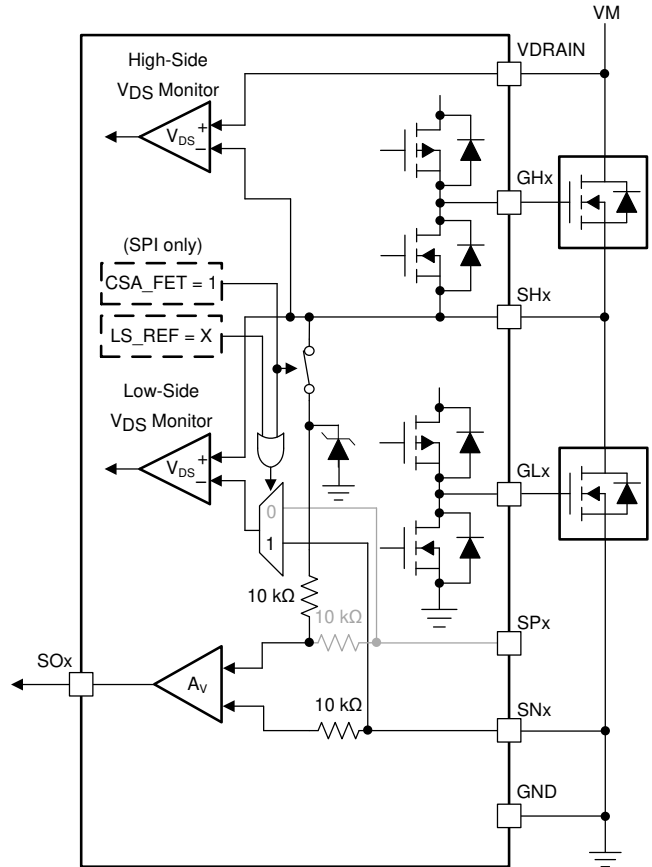 VM
VDRAIN
High-Side
VDS Monitor
VDS
+
−
GHx
(SPI only)
CSA_FET = 1
SHx
LS_REF = X
Low-Side
VDS Monitor
VDS
+
−
GLx
0
1
10 kΩ
10 kΩ
SPx
SOx
AV
10 kΩ
SNx
GND